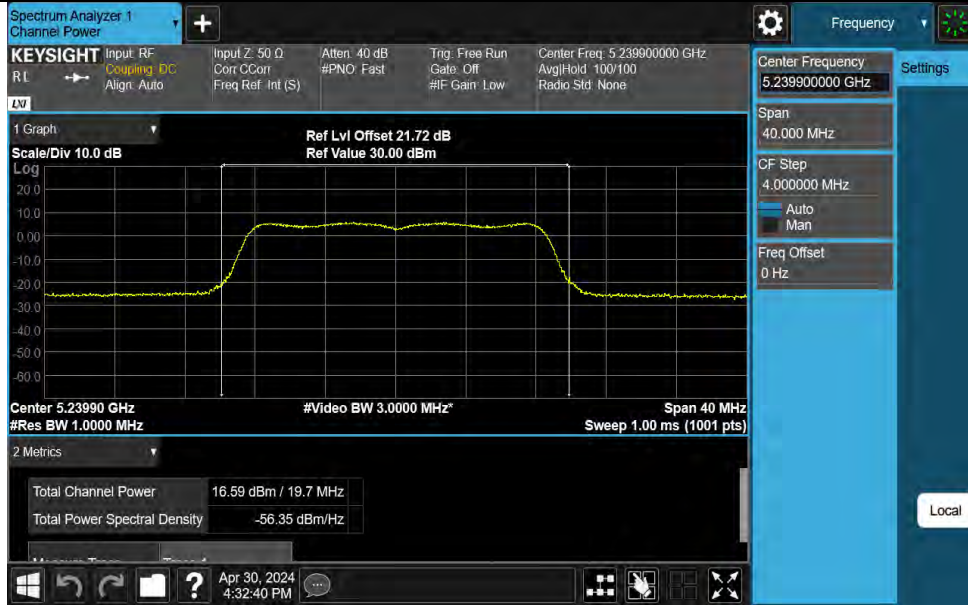 Spectrum Analyzer 1
Channel Power
Frequency
KEYSIGHT Input: RF Input Z: 50 Ω Atten: 40 dB Trig: Free Run Center Freq: 5.239900000 GHz
Coupling: DC Corr CCorr #PNO: Fast Gate: Off Avg|Hold: 100/100
Align: Auto Freq Ref: Int (S) #IF Gain: Low Radio Std: None
LXI
Center Frequency
5.239900000 GHz
Settings
Span
40.000 MHz
CF Step
4.000000 MHz
Auto
Man
Freq Offset
0 Hz
Local
1 Graph
Ref Lvl Offset 21.72 dB
Scale/Div 10.0 dB Ref Value 30.00 dBm
Log
20.0
10.0
0.00
-10.0
-20.0
-30.0
-40.0
-50.0
-60.0
Center 5.23990 GHz #Video BW 3.0000 MHz* Span 40 MHz
#Res BW 1.0000 MHz Sweep 1.00 ms (1001 pts)
2 Metrics
Total Channel Power 16.59 dBm / 19.7 MHz
Total Power Spectral Density -56.35 dBm/Hz
Apr 30, 2024
4:32:40 PM